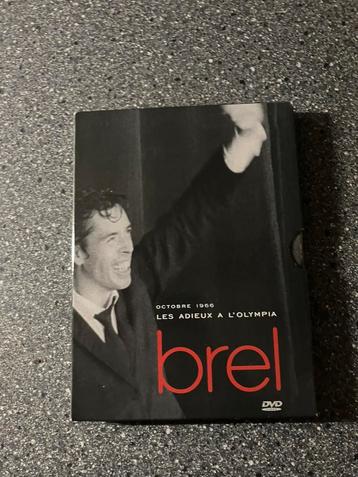 OCTOBRE 1966
LES ADIEUX A L'OLYMPIA
brel
DVD